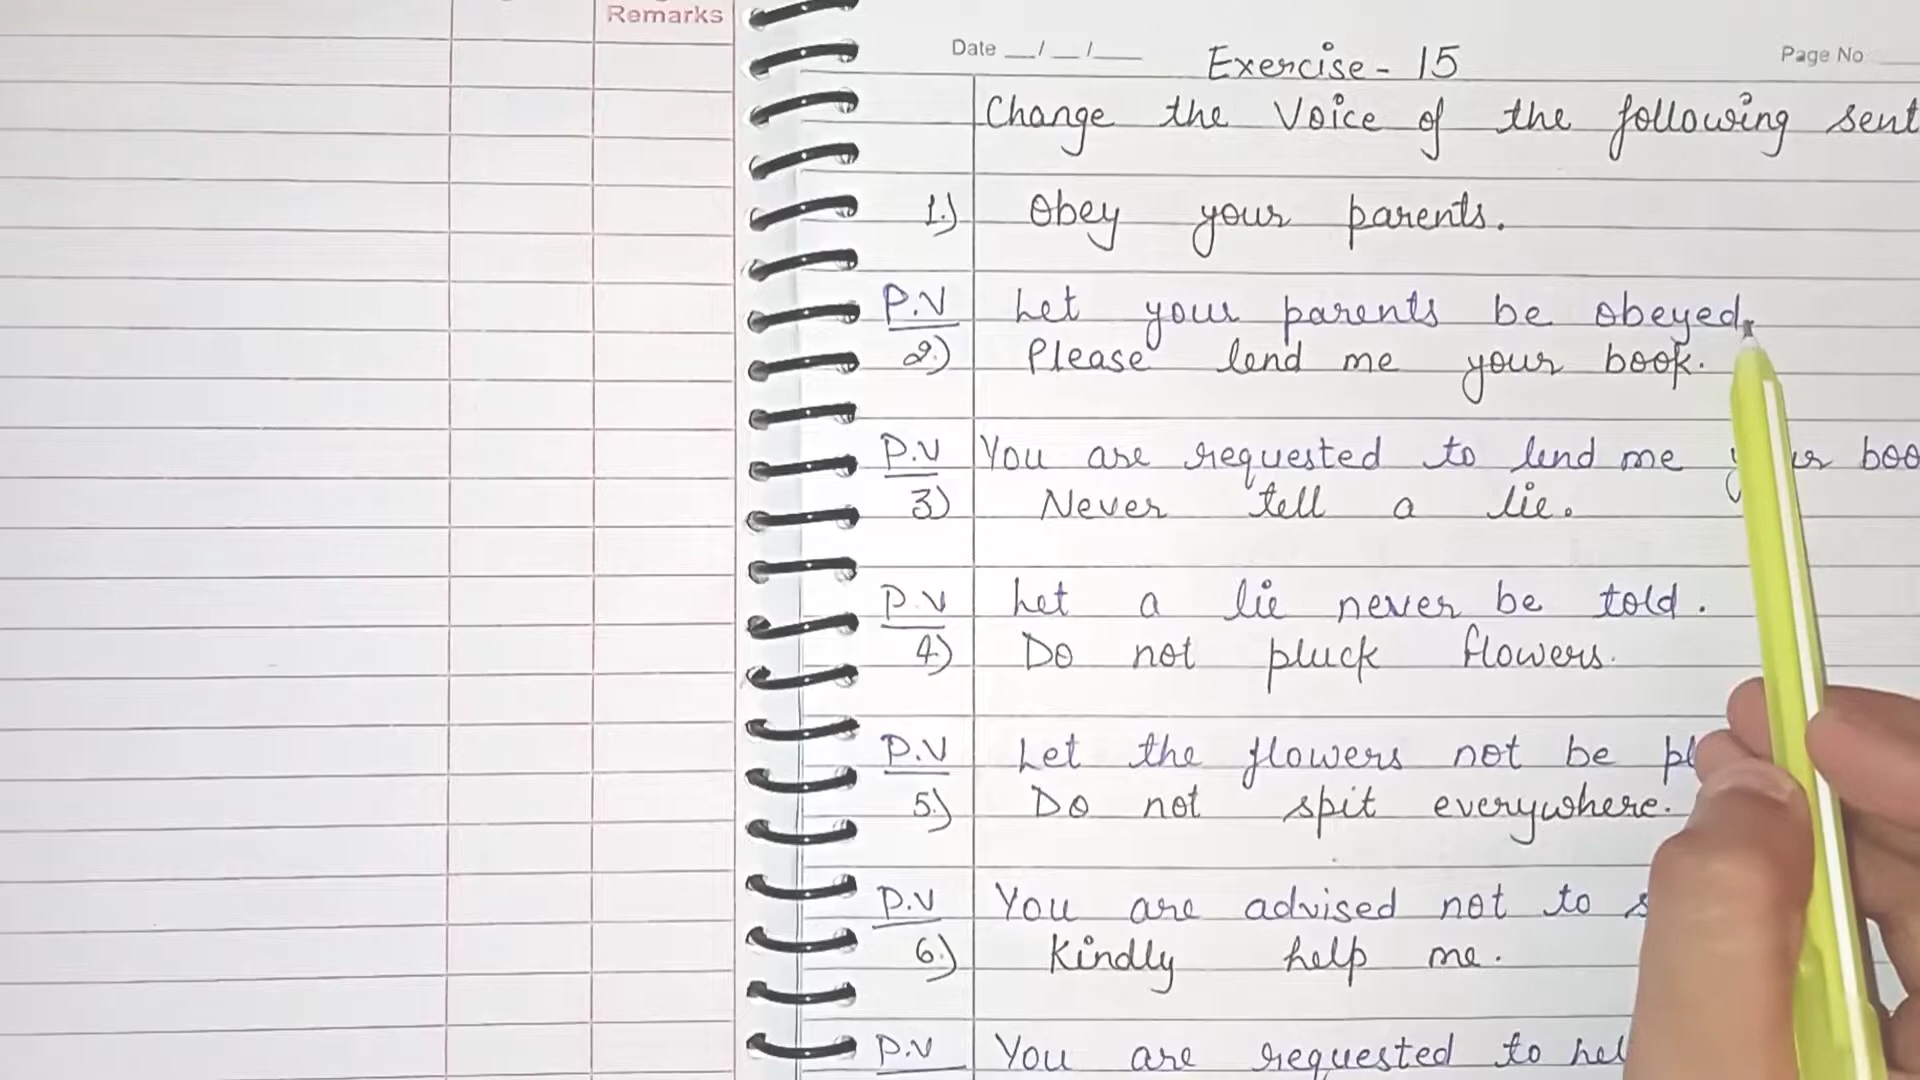 Remarks
Date __/__/___ Exercise - 15 Page No
Change the Voice of the following
1.) Obey your parents.
P.V Let your parents be obeyed.
2.) Please lend me your book.
P.V You are requested to lend me
3) Never tell a lie.
P.V Let a lie never be told.
4.) Do not pluck flowers.
P.V Let the flowers not be
5.) Do not spit everywhere.
P.V You are advised not to
6.) Kindly help me.
P.V You are requested to